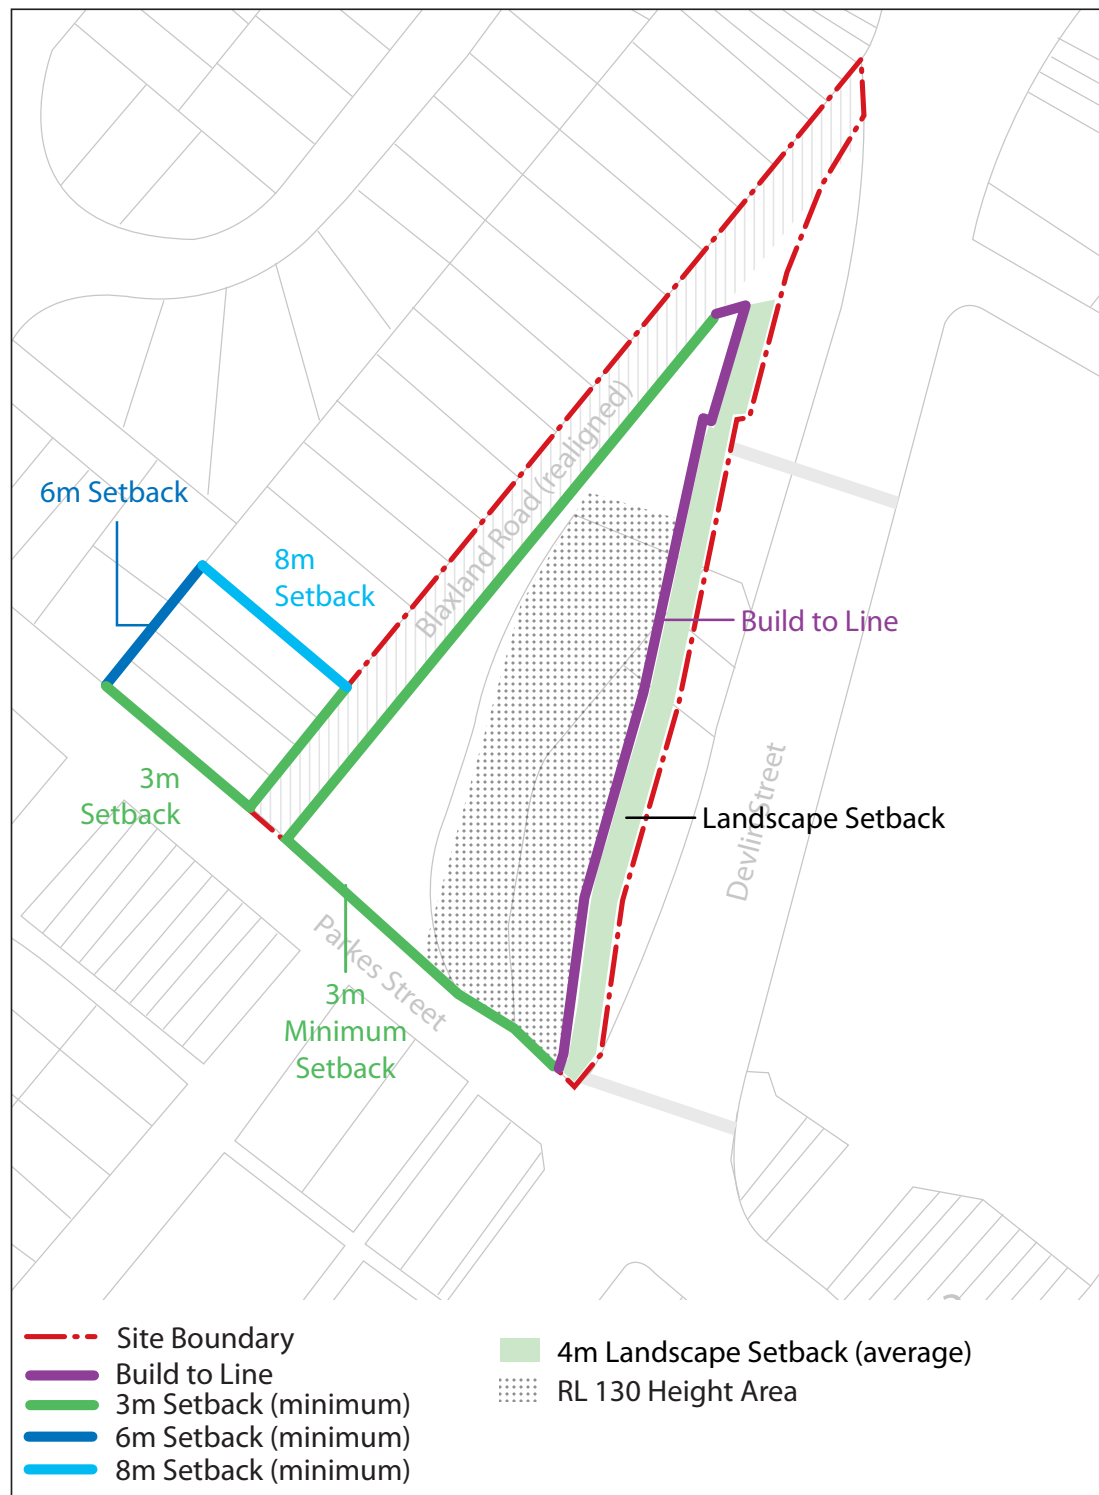 6m Setback
8m
Setback
Blaxland Road (realigned)
Build to Line
3m
Setback
Devlin Street
Landscape Setback
Parkes Street
3m
Minimum
Setback
Site Boundary
Build to Line
3m Setback (minimum)
6m Setback (minimum)
8m Setback (minimum)
4m Landscape Setback (average)
RL 130 Height Area